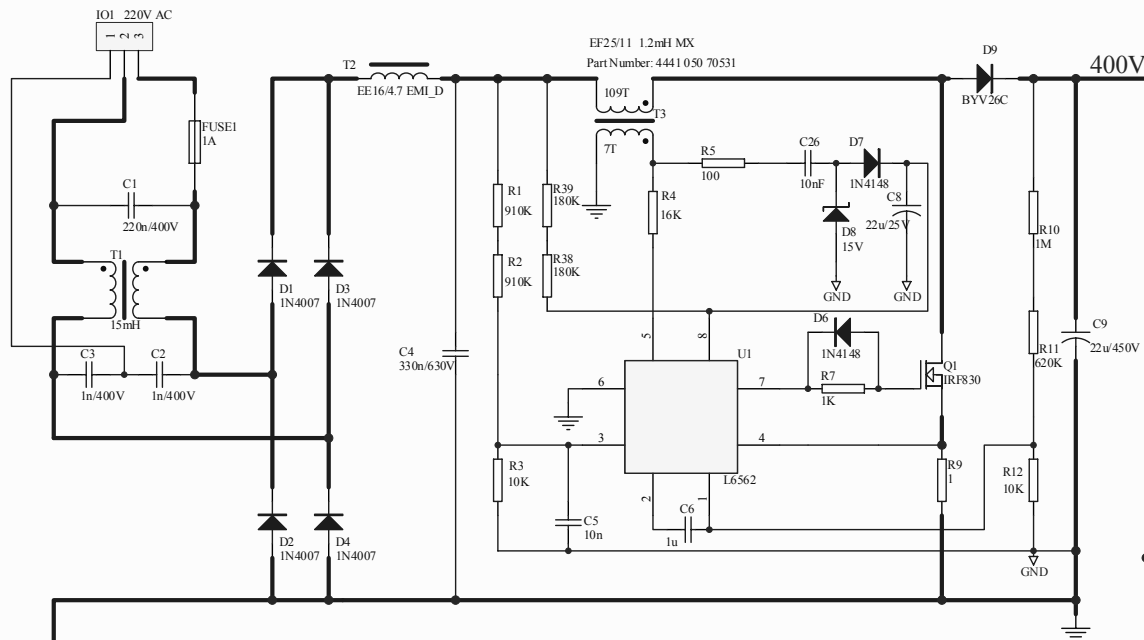 IO1 220V AC
1 2 3
FUSE1
1A
C1
220n/400V
T1
15mH
C3
1n/400V
C2
1n/400V
D1
1N4007
D3
1N4007
D2
1N4007
D4
1N4007
T2
EE16/4.7 EMI_D
C4
330n/630V
EF25/11 1.2mH MX
Part Number: 4441 050 70531
109T
T3
7T
R1
910K
R2
910K
R39
180K
R38
180K
R3
10K
C5
10n
R4
16K
R5
100
C26
10nF
D7
1N4148
D8
15V
C8
22u/25V
GND
GND
5
8
6
3
7
4
2
1
U1
L6562
C6
1u
D6
1N4148
R7
1K
Q1
IRF830
R9
1
D9
BYV26C
400V
R10
1M
R11
620K
R12
10K
C9
22u/450V
GND